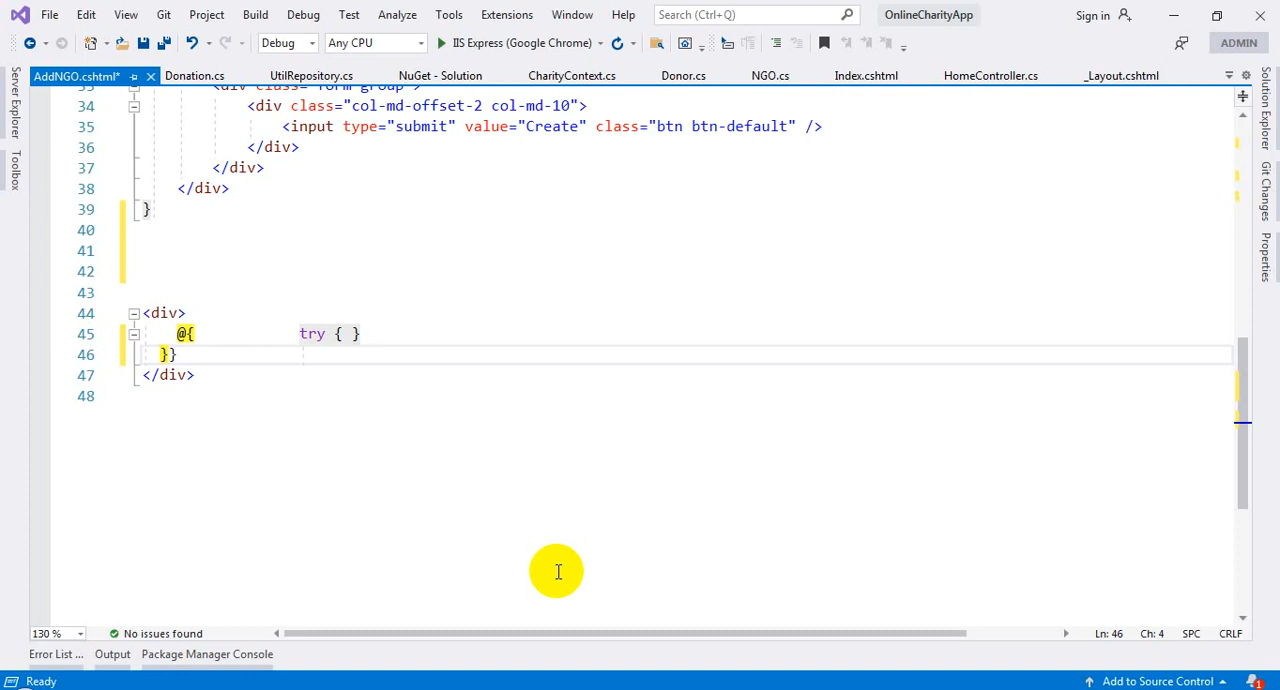 File Edit View Git Project Build Debug Test Analyze Tools Extensions Window Help Search (Ctrl+Q) OnlineCharityApp Sign in
Debug Any CPU IIS Express (Google Chrome) ADMIN
AddNGO.cshtml* Donation.cs UtilRepository.cs NuGet - Solution CharityContext.cs Donor.cs NGO.cs Index.cshtml HomeController.cs _Layout.cshtml
Server Explorer
Toolbox
Solution Explorer
Git Changes
Properties
33 <div class="form-group">
34 <div class="col-md-offset-2 col-md-10">
35 <input type="submit" value="Create" class="btn btn-default" />
36 </div>
37 </div>
38 </div>
39 }
40
41
42
43
44 <div>
45 @{ try { }
46 }}
47 </div>
48
130 % No issues found Ln: 46 Ch: 4 SPC CRLF
Error List ... Output Package Manager Console
Ready Add to Source Control 1